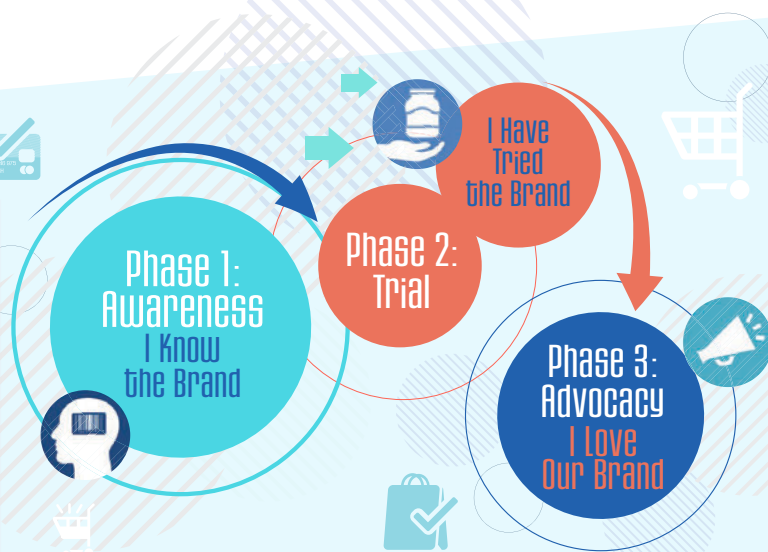 Phase 1:
Awareness
I Know
the Brand
Phase 2:
Trial
I Have
Tried
the Brand
Phase 3:
Advocacy
I Love
Our Brand